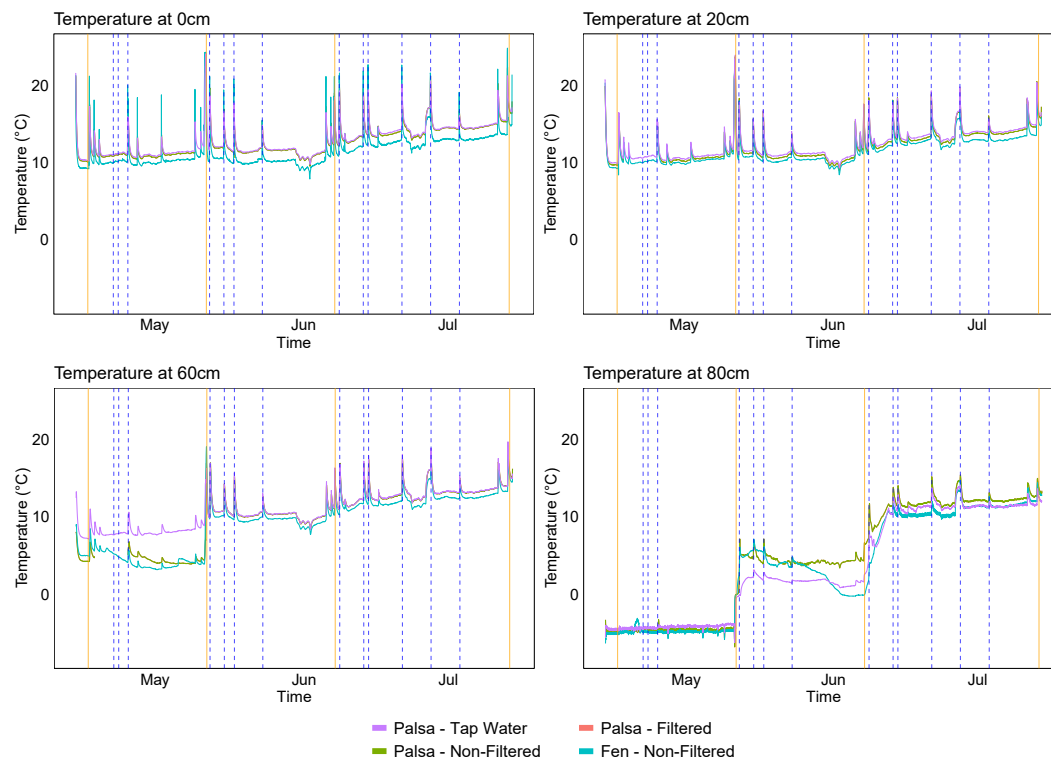 Temperature at 0cm
Temperature (°C)
20
10
0
May
Jun
Jul
Time
Temperature at 20cm
Temperature (°C)
20
10
0
May
Jun
Jul
Time
Temperature at 60cm
Temperature (°C)
20
10
0
May
Jun
Jul
Time
Temperature at 80cm
Temperature (°C)
20
10
0
May
Jun
Jul
Time
Palsa - Tap Water
Palsa - Filtered
Palsa - Non-Filtered
Fen - Non-Filtered